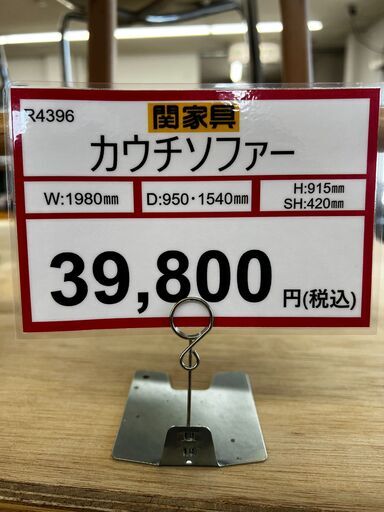 R4396
関家具
カウチソファー
W:1980㎜
D:950・1540㎜
H:915㎜
SH:420㎜
39,800 円(税込)